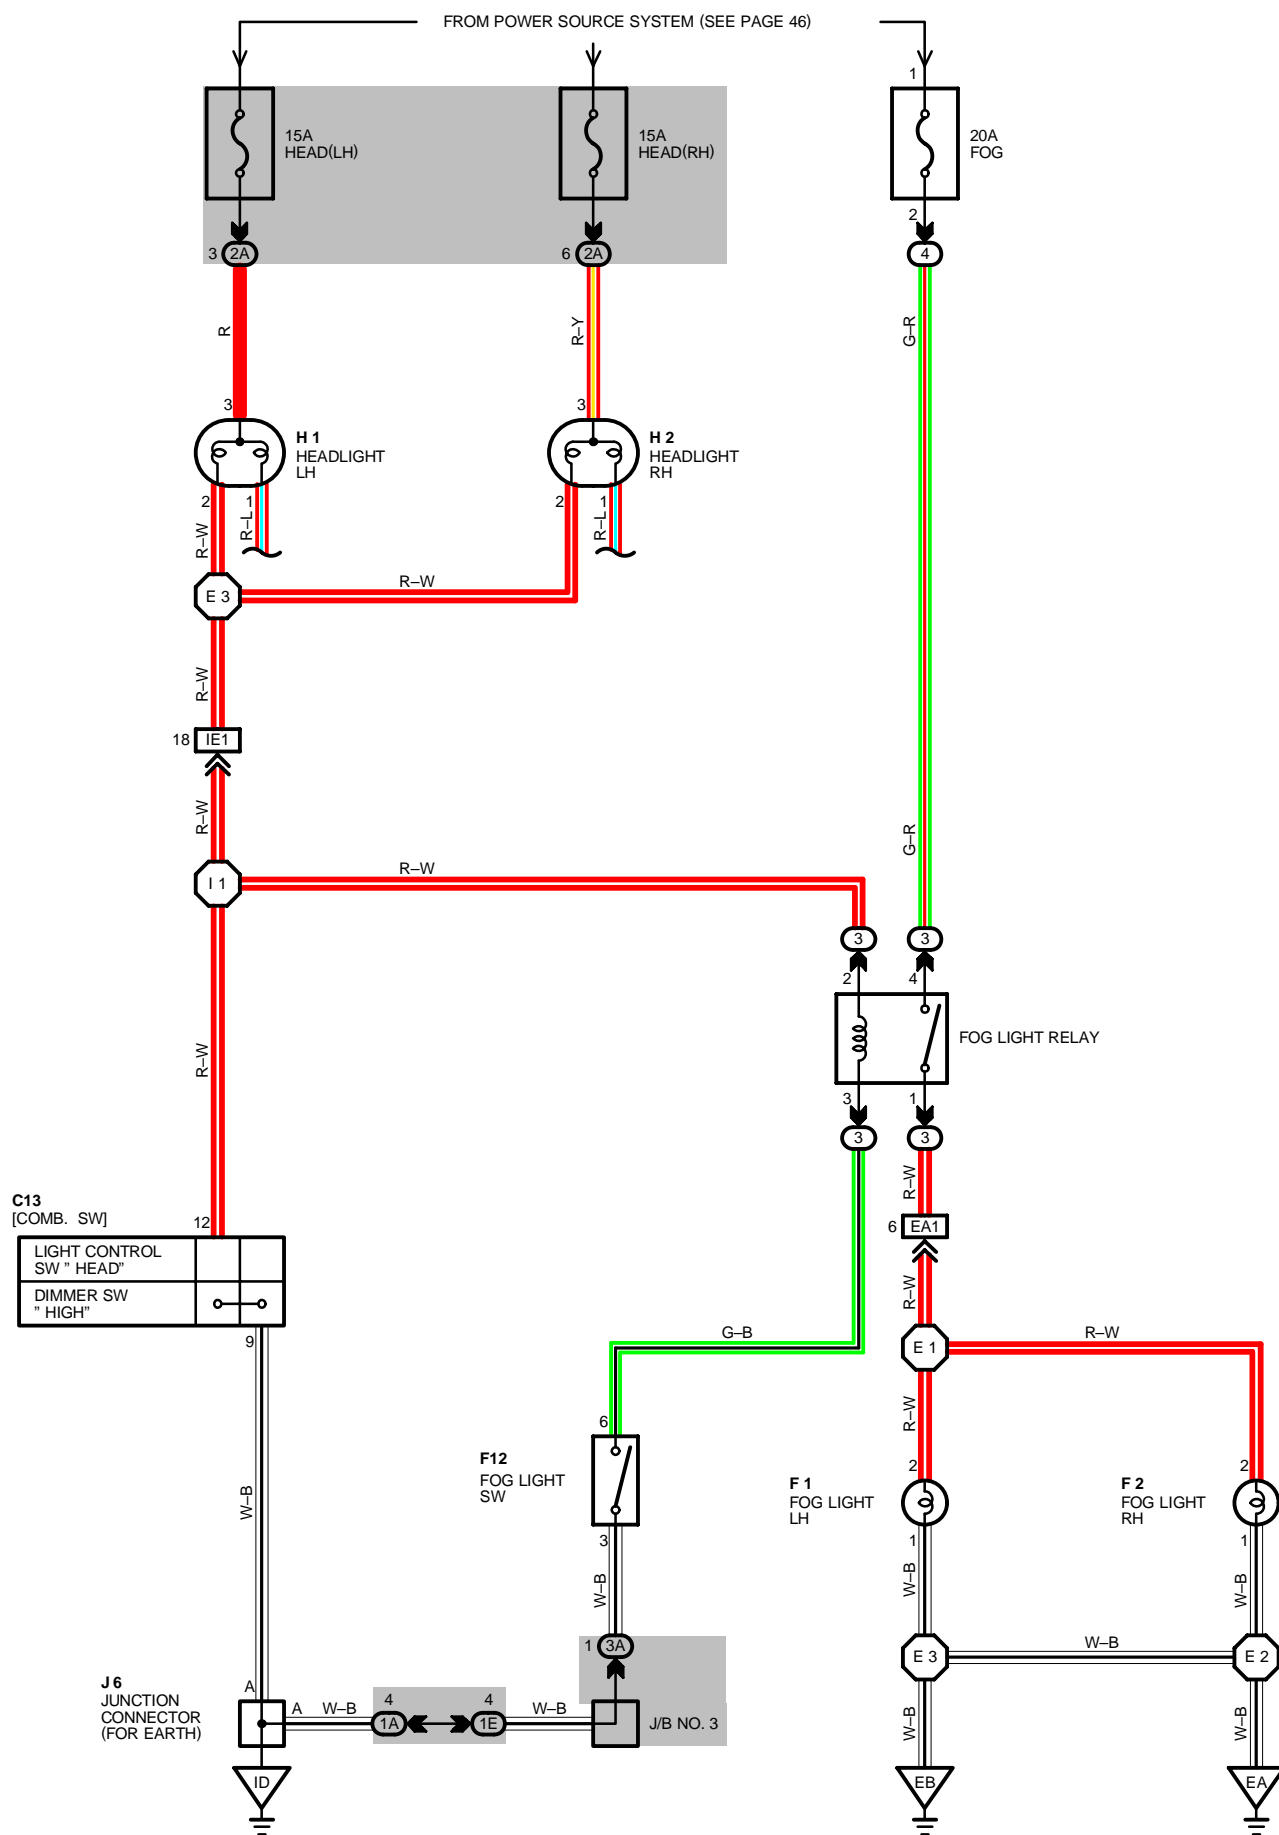 FROM POWER SOURCE SYSTEM (SEE PAGE 46)
1
15A
HEAD(LH)
15A
HEAD(RH)
20A
FOG
2
3 2A
6 2A
4
R
R–Y
G–R
3
3
H 1
HEADLIGHT
LH
H 2
HEADLIGHT
RH
2
1
2
1
R–W
R–L
R–L
E 3
R–W
R–W
18 IE1
R–W
G–R
I 1
R–W
3
3
2
4
R–W
FOG LIGHT RELAY
3
1
3
3
R–W
C13
[COMB. SW]
12
6 EA1
LIGHT CONTROL
SW " HEAD"
DIMMER SW
" HIGH"
R–W
9
G–B
E 1
R–W
R–W
6
F12
FOG LIGHT
SW
2
2
F 1
FOG LIGHT
LH
F 2
FOG LIGHT
RH
W–B
3
1
1
W–B
W–B
W–B
1 3A
E 3
W–B
E 2
J 6
JUNCTION
CONNECTOR
(FOR EARTH)
A
A
W–B
4
1A
4
1E
W–B
J/B NO. 3
W–B
W–B
ID
EB
EA